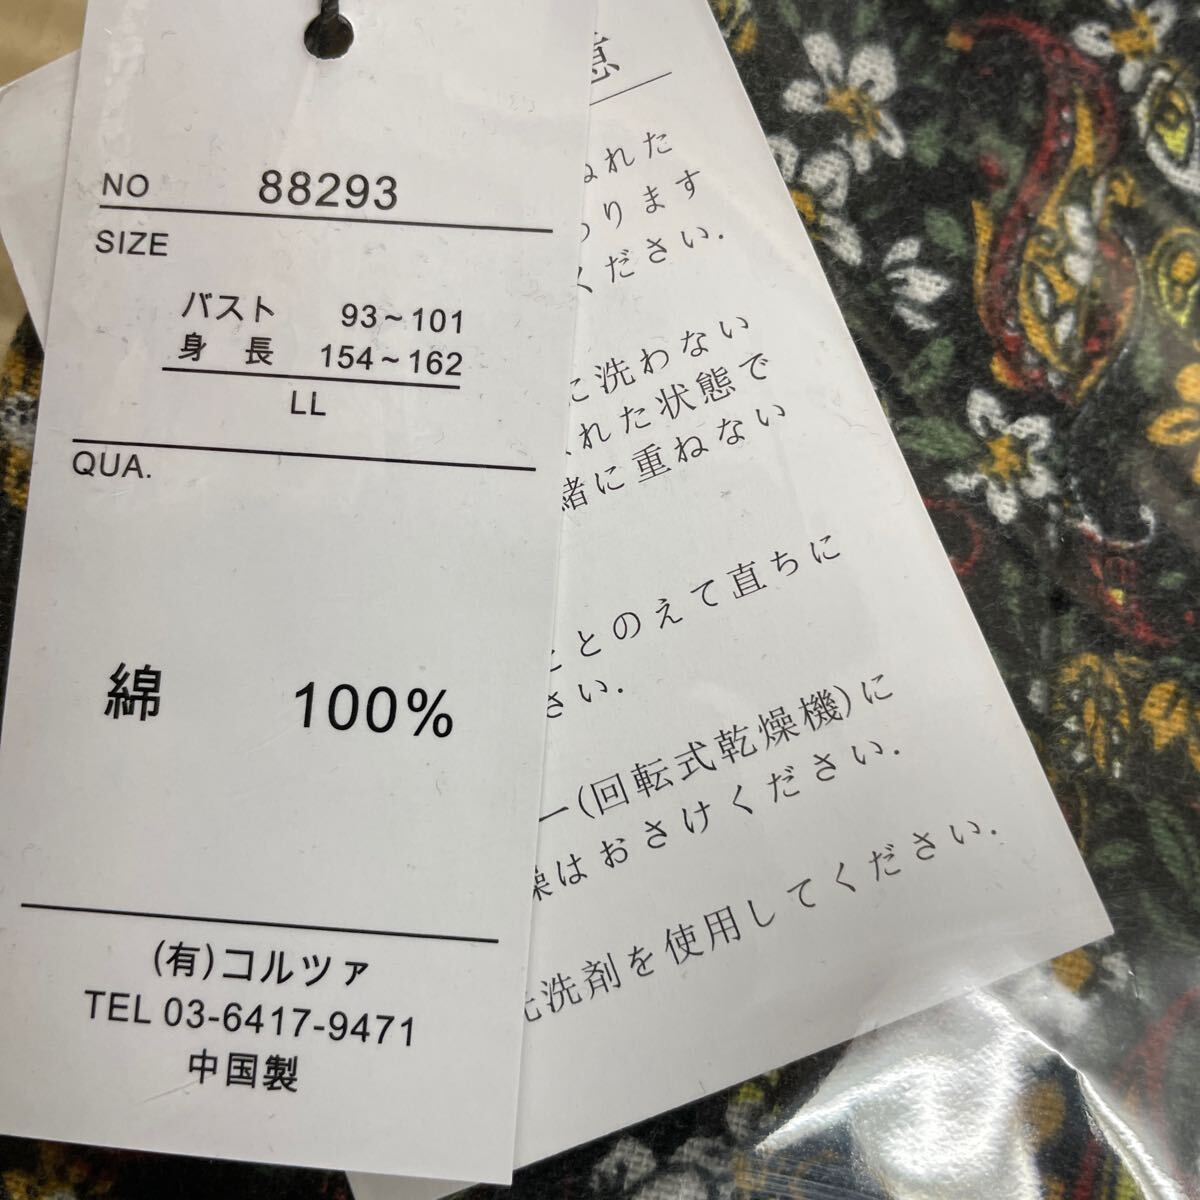 NO 88293
SIZE
バスト 93~101
身長 154~162
LL
QUA.
綿 100%
(有)コルツァ
TEL 03-6417-9471
中国製
れた
ります
ください.
に洗わない
れた状態で
緒に重ねない
とのえて直ちに
さい.
ー(回転式乾燥機)に
燥はおさけください.
洗剤を使用してください.